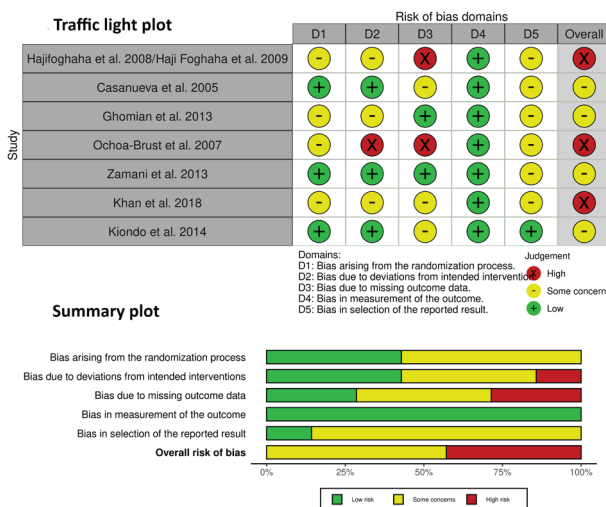 Traffic light plot
Risk of bias domains
D1 D2 D3 D4 D5 Overall
Study
Hajifoghaha et al. 2008/Haji Foghaha et al. 2009 - - X + - X
Casanueva et al. 2005 + + - + - -
Ghomian et al. 2013 - - + + - -
Ochoa-Brust et al. 2007 - X X + - X
Zamani et al. 2013 + + + + - -
Khan et al. 2018 - - - + - X
Kiondo et al. 2014 + + - + + -
Domains:
D1: Bias arising from the randomization process.
D2: Bias due to deviations from intended intervention
D3: Bias due to missing outcome data.
D4: Bias in measurement of the outcome.
D5: Bias in selection of the reported result.
Judgement
X High
- Some concern
+ Low
Summary plot
Bias arising from the randomization process
Bias due to deviations from intended interventions
Bias due to missing outcome data
Bias in measurement of the outcome
Bias in selection of the reported result
Overall risk of bias
0% 25% 50% 75% 100%
Low risk Some concerns High risk